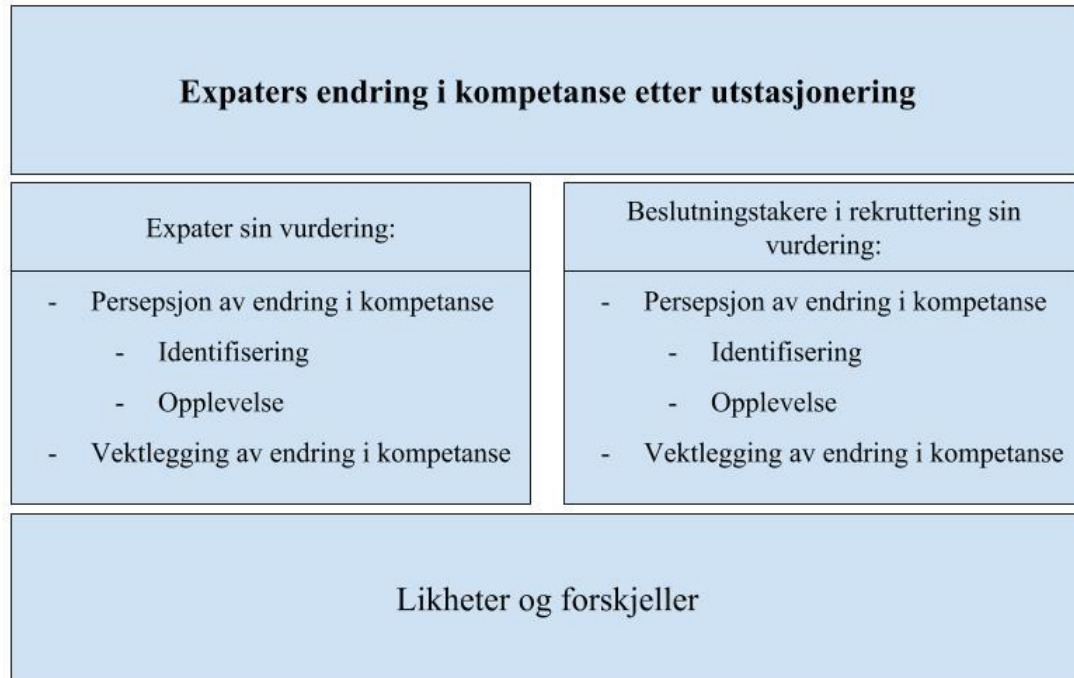 Expaters endring i kompetanse etter utstasjonering
Expater sin vurdering:
- Persepsjon av endring i kompetanse
- Identifisering
- Opplevelse
- Vektlegging av endring i kompetanse
Beslutningstakere i rekruttering sin
vurdering:
- Persepsjon av endring i kompetanse
- Identifisering
- Opplevelse
- Vektlegging av endring i kompetanse
Likheter og forskjeller